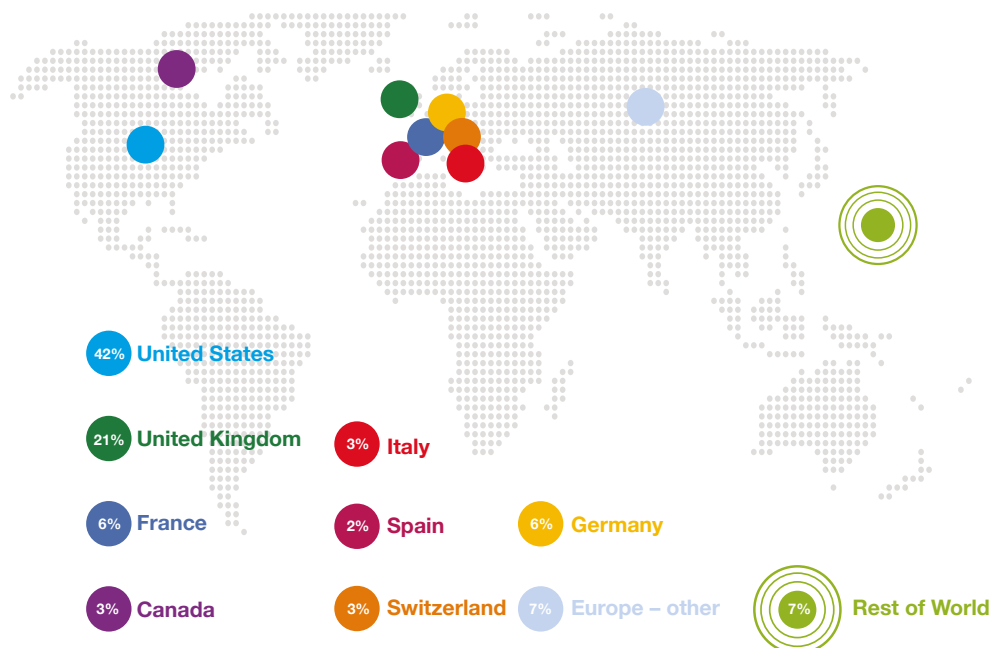 42% United States
21% United Kingdom
3% Italy
6% France
2% Spain
6% Germany
3% Canada
3% Switzerland
7% Europe – other
7% Rest of World